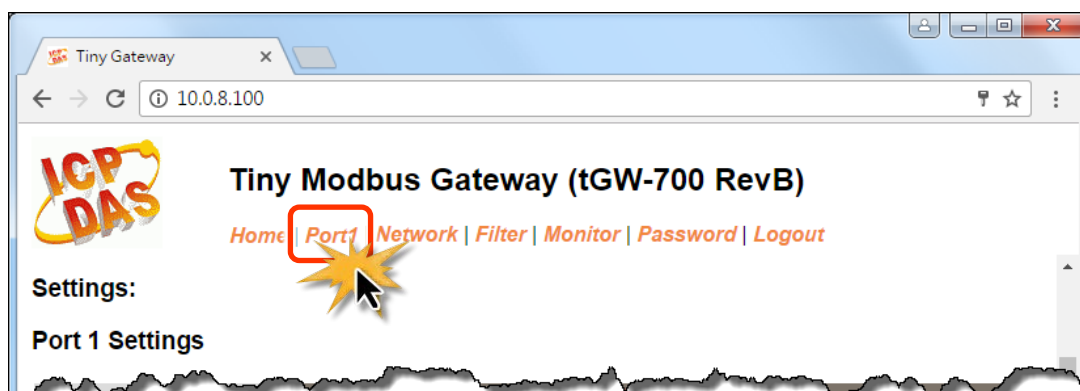 Tiny Gateway
10.0.8.100
ICP
DAS
Tiny Modbus Gateway (tGW-700 RevB)
Home | Port1 | Network | Filter | Monitor | Password | Logout
Settings:
Port 1 Settings